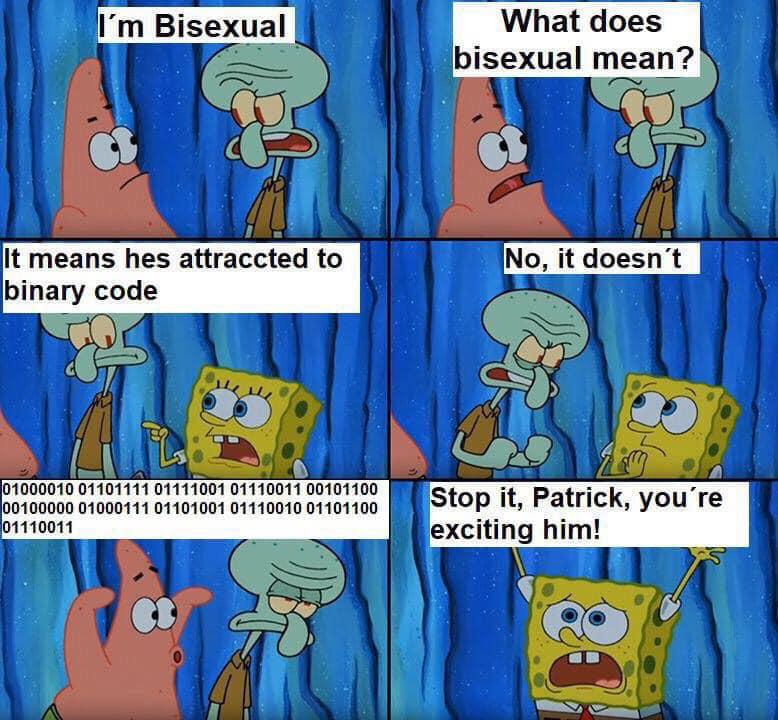 I´m Bisexual
What does
bisexual mean?
It means hes attraccted to
binary code
No, it doesn´t
01000010 01101111 01111001 01110011 00101100
00100000 01000111 01101001 01110010 01101100
01110011
Stop it, Patrick, you´re
exciting him!